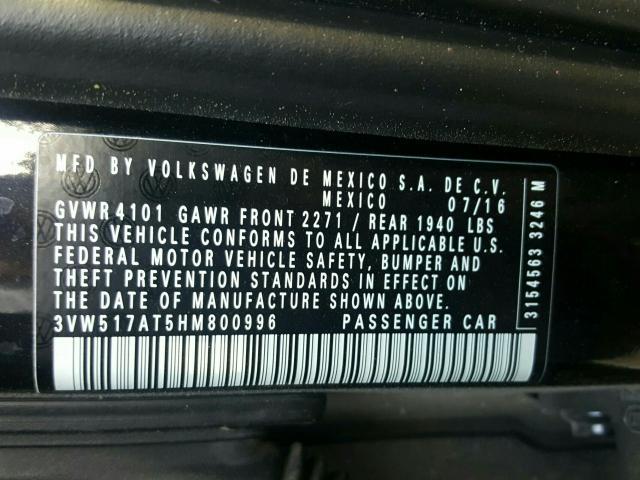 MFD BY VOLKSWAGEN DE MEXICO S.A. DE C.V.
MEXICO 07/16
GVWR 4101 GAWR FRONT 2271 / REAR 1940 LBS
THIS VEHICLE CONFORMS TO ALL APPLICABLE U.S.
FEDERAL MOTOR VEHICLE SAFETY, BUMPER AND
THEFT PREVENTION STANDARDS IN EFFECT ON
THE DATE OF MANUFACTURE SHOWN ABOVE.
3VW517AT5HM800996 PASSENGER CAR
3154563 3246 M